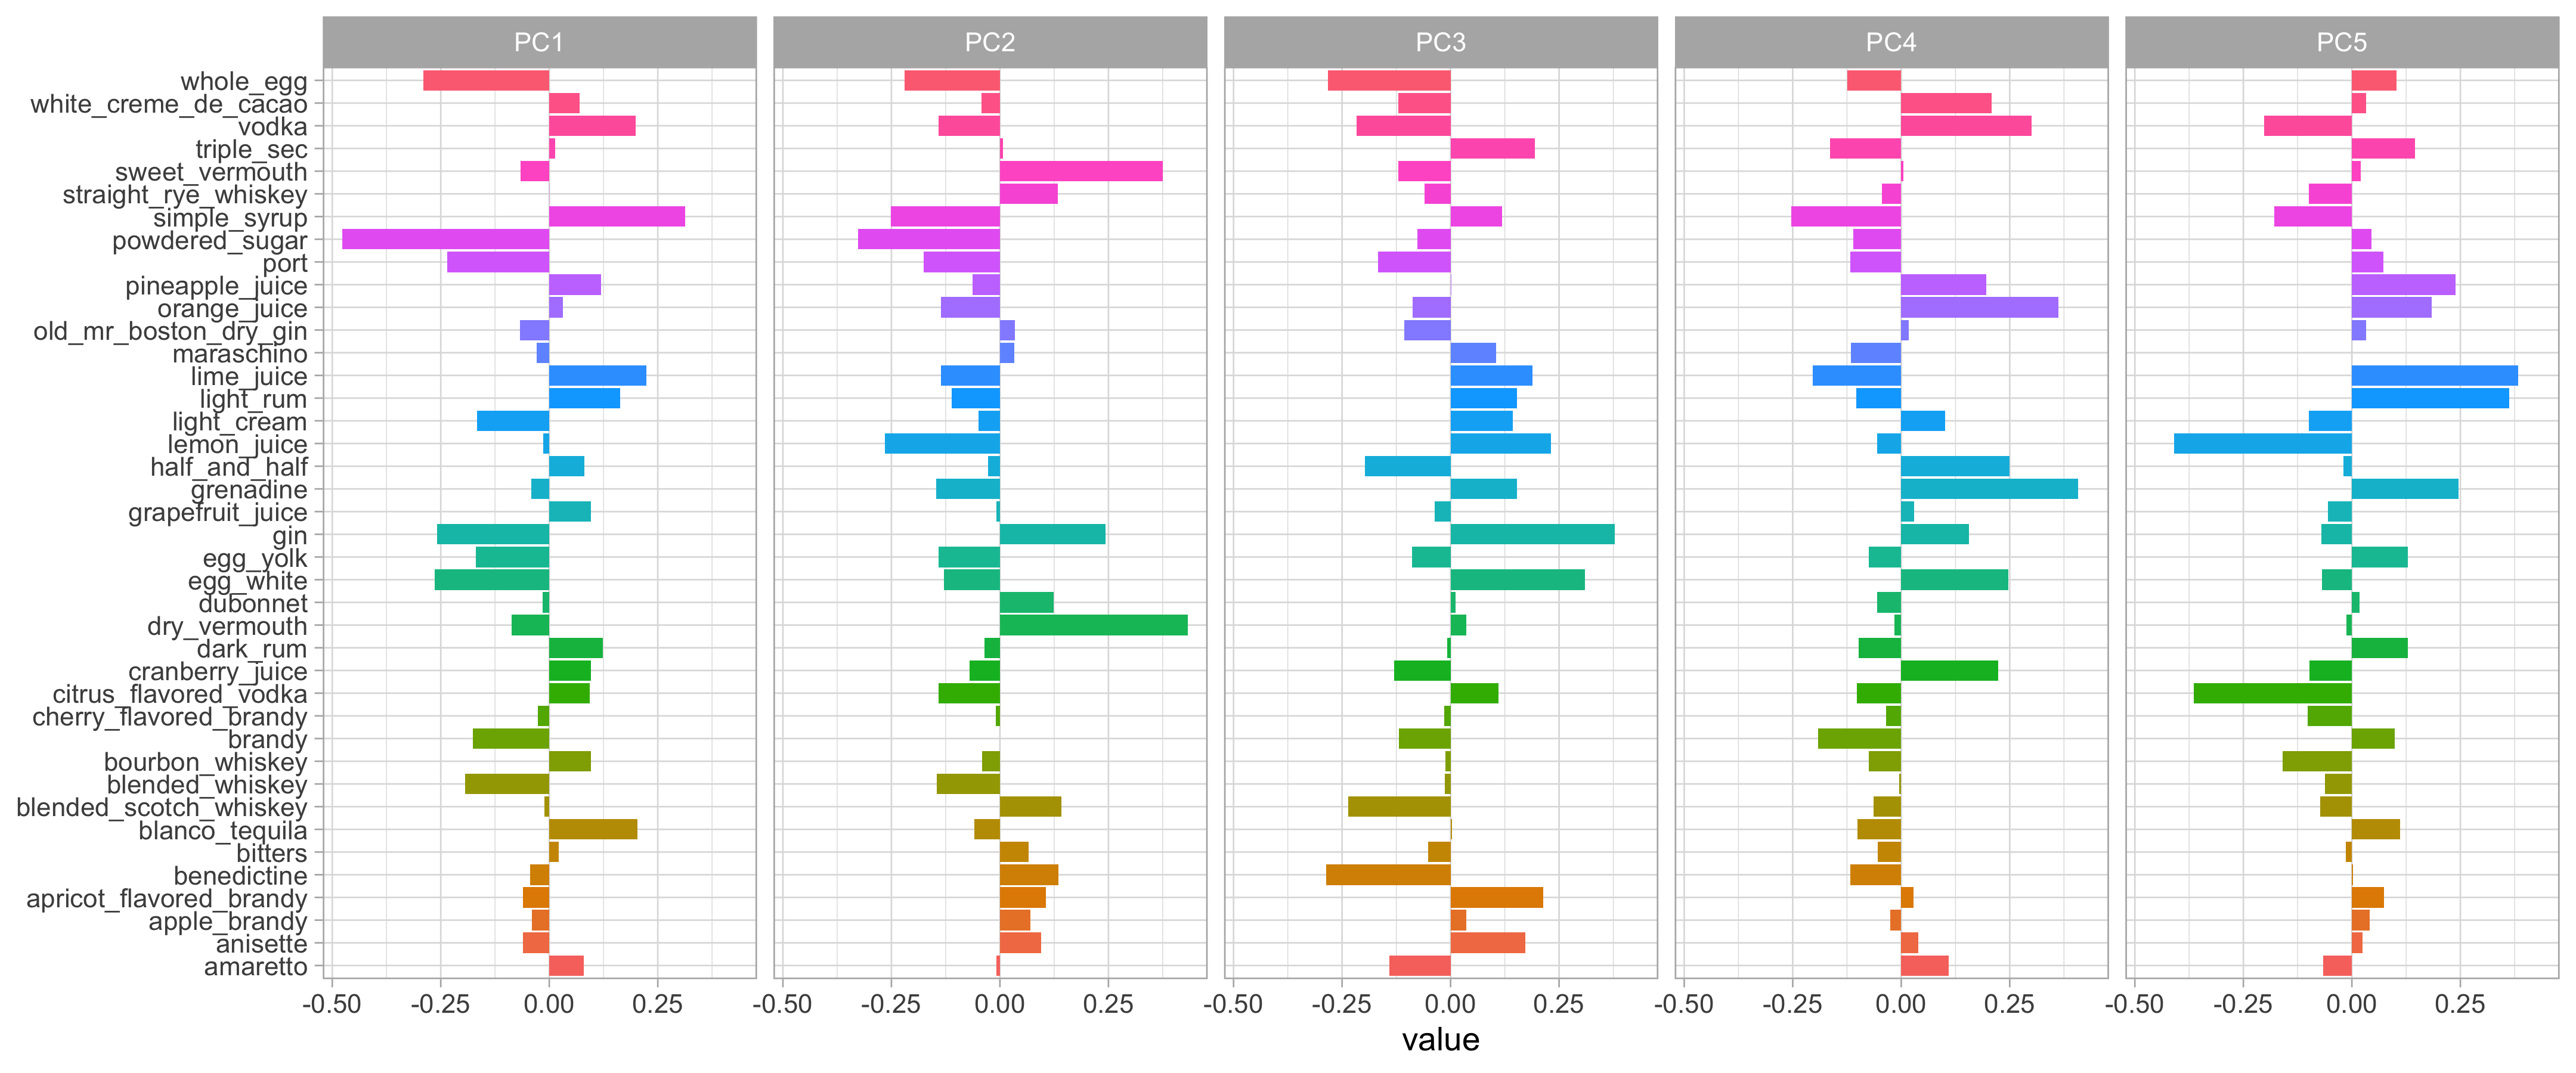 PC1 PC2 PC3 PC4 PC5
whole_egg
white_creme_de_cacao
vodka
triple_sec
sweet_vermouth
straight_rye_whiskey
simple_syrup
powdered_sugar
port
pineapple_juice
orange_juice
old_mr_boston_dry_gin
maraschino
lime_juice
light_rum
light_cream
lemon_juice
half_and_half
grenadine
grapefruit_juice
gin
egg_yolk
egg_white
dubonnet
dry_vermouth
dark_rum
cranberry_juice
citrus_flavored_vodka
cherry_flavored_brandy
brandy
bourbon_whiskey
blended_whiskey
blended_scotch_whiskey
blanco_tequila
bitters
benedictine
apricot_flavored_brandy
apple_brandy
anisette
amaretto
-0.50 -0.25 0.00 0.25 -0.50 -0.25 0.00 0.25 -0.50 -0.25 0.00 0.25 -0.50 -0.25 0.00 0.25 -0.50 -0.25 0.00 0.25
value